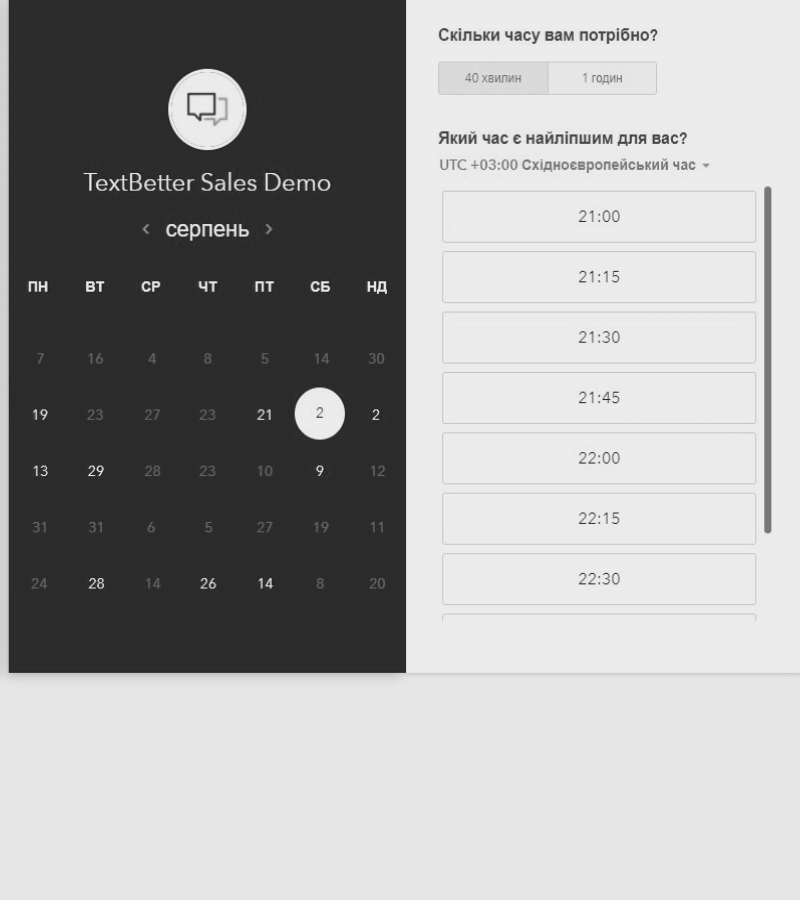 TextBetter Sales Demo
серпень
ПН ВТ СР ЧТ ПТ СБ НД
7 16 4 8 5 14 30
19 23 27 23 21 2 2
13 29 28 23 10 9 12
31 31 6 5 27 19 11
24 28 14 26 14 8 20
Скільки часу вам потрібно?
40 хвилин 1 годин
Який час є найліпшим для вас?
UTC +03:00 Східноєвропейський час
21:00
21:15
21:30
21:45
22:00
22:15
22:30